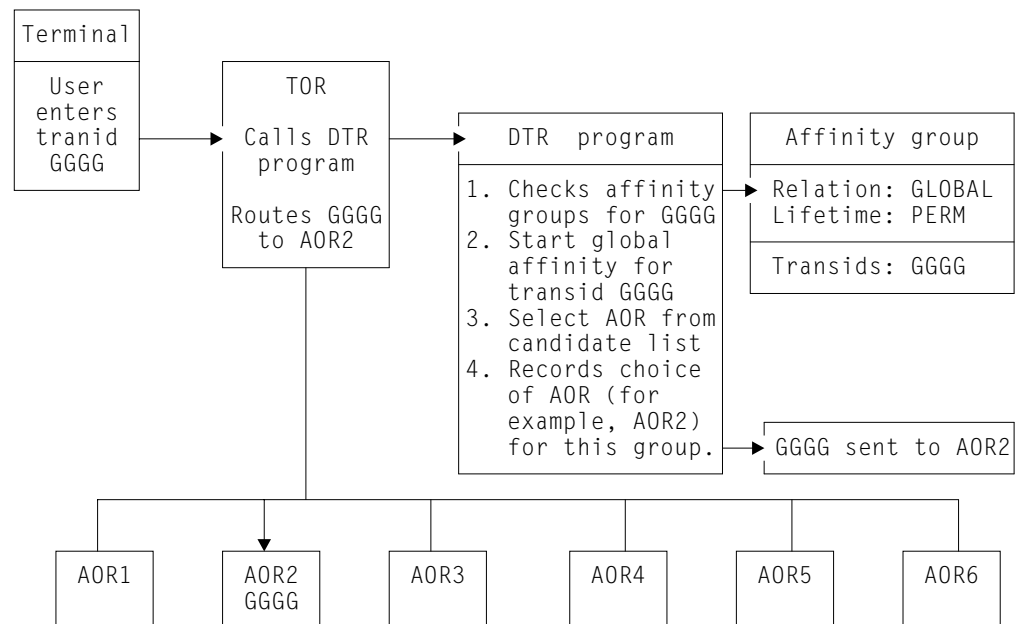 Terminal
User
enters
tranid
GGGG
TOR
Calls DTR
program
Routes GGGG
to AOR2
DTR program
1. Checks affinity
groups for GGGG
2. Start global
affinity for
transid GGGG
3. Select AOR from
candidate list
4. Records choice
of AOR (for
example, AOR2)
for this group.
Affinity group
Relation: GLOBAL
Lifetime: PERM
Transids: GGGG
GGGG sent to AOR2
AOR1
AOR2
GGGG
AOR3
AOR4
AOR5
AOR6